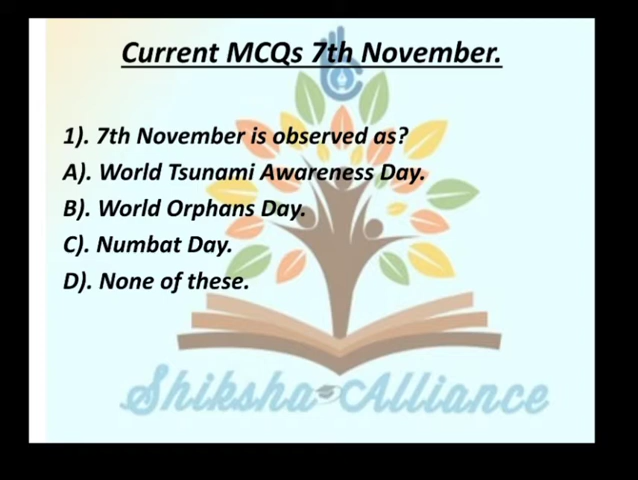 Current MCQs 7th November.
1). 7th November is observed as?
A). World Tsunami Awareness Day.
B). World Orphans Day.
C). Numbat Day.
D). None of these.
Shiksha Alliance